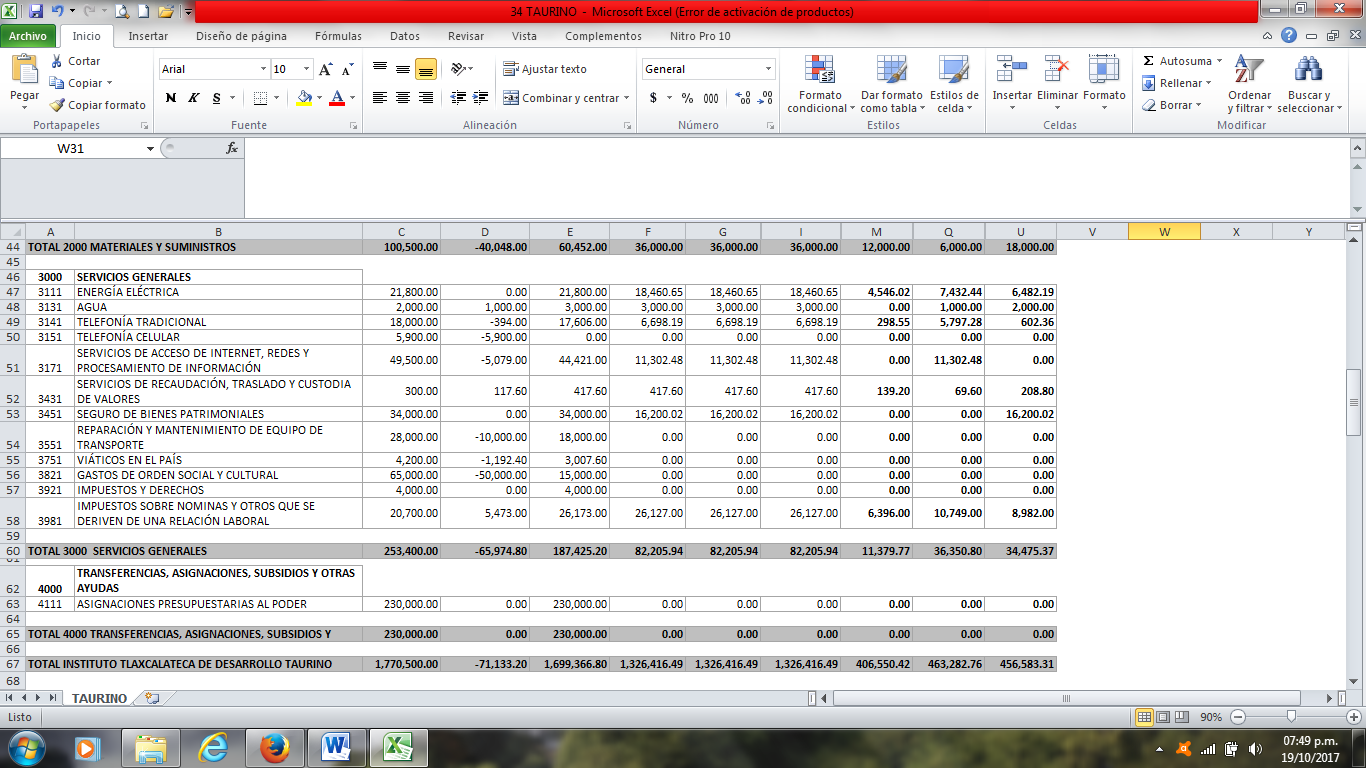 34 TAURINO - Microsoft Excel (Error de activación de productos)
Archivo Inicio Insertar Diseño de página Fórmulas Datos Revisar Vista Complementos Nitro Pro 10
Pegar
Cortar
Copiar
Copiar formato
Portapapeles
Arial 10
N K S
Fuente
Ajustar texto
Combinar y centrar
Alineación
General
$ % 000
Número
Formato condicional
Dar formato como tabla
Estilos de celda
Estilos
Insertar Eliminar Formato
Celdas
Autosuma
Rellenar
Borrar
Ordenar y filtrar
Buscar y seleccionar
Modificar
W31 fx
A B C D E F G I M Q U V W X Y
44 TOTAL 2000 MATERIALES Y SUMINISTROS 100,500.00 -40,048.00 60,452.00 36,000.00 36,000.00 36,000.00 12,000.00 6,000.00 18,000.00
45
46 3000 SERVICIOS GENERALES
47 3111 ENERGÍA ELÉCTRICA 21,800.00 0.00 21,800.00 18,460.65 18,460.65 18,460.65 4,546.02 7,432.44 6,482.19
48 3131 AGUA 2,000.00 1,000.00 3,000.00 3,000.00 3,000.00 3,000.00 0.00 1,000.00 2,000.00
49 3141 TELEFONÍA TRADICIONAL 18,000.00 -394.00 17,606.00 6,698.19 6,698.19 6,698.19 298.55 5,797.28 602.36
50 3151 TELEFONÍA CELULAR 5,900.00 -5,900.00 0.00 0.00 0.00 0.00 0.00 0.00 0.00
SERVICIOS DE ACCESO DE INTERNET, REDES Y
51 3171 PROCESAMIENTO DE INFORMACIÓN 49,500.00 -5,079.00 44,421.00 11,302.48 11,302.48 11,302.48 0.00 11,302.48 0.00
SERVICIOS DE RECAUDACIÓN, TRASLADO Y CUSTODIA
52 3431 DE VALORES 300.00 117.60 417.60 417.60 417.60 417.60 139.20 69.60 208.80
53 3451 SEGURO DE BIENES PATRIMONIALES 34,000.00 0.00 34,000.00 16,200.02 16,200.02 16,200.02 0.00 0.00 16,200.02
REPARACIÓN Y MANTENIMIENTO DE EQUIPO DE
54 3551 TRANSPORTE 28,000.00 -10,000.00 18,000.00 0.00 0.00 0.00 0.00 0.00 0.00
55 3751 VIÁTICOS EN EL PAÍS 4,200.00 -1,192.40 3,007.60 0.00 0.00 0.00 0.00 0.00 0.00
56 3821 GASTOS DE ORDEN SOCIAL Y CULTURAL 65,000.00 -50,000.00 15,000.00 0.00 0.00 0.00 0.00 0.00 0.00
57 3921 IMPUESTOS Y DERECHOS 4,000.00 0.00 4,000.00 0.00 0.00 0.00 0.00 0.00 0.00
IMPUESTOS SOBRE NOMINAS Y OTROS QUE SE
58 3981 DERIVEN DE UNA RELACIÓN LABORAL 20,700.00 5,473.00 26,173.00 26,127.00 26,127.00 26,127.00 6,396.00 10,749.00 8,982.00
59
60 TOTAL 3000 SERVICIOS GENERALES 253,400.00 -65,974.80 187,425.20 82,205.94 82,205.94 82,205.94 11,379.77 36,350.80 34,475.37
61
TRANSFERENCIAS, ASIGNACIONES, SUBSIDIOS Y OTRAS
62 4000 AYUDAS
63 4111 ASIGNACIONES PRESUPUESTARIAS AL PODER 230,000.00 0.00 230,000.00 0.00 0.00 0.00 0.00 0.00 0.00
64
65 TOTAL 4000 TRANSFERENCIAS, ASIGNACIONES, SUBSIDIOS Y 230,000.00 0.00 230,000.00 0.00 0.00 0.00 0.00 0.00 0.00
66
67 TOTAL INSTITUTO TLAXCALATECA DE DESARROLLO TAURINO 1,770,500.00 -71,133.20 1,699,366.80 1,326,416.49 1,326,416.49 1,326,416.49 406,550.42 463,282.76 456,583.31
68
TAURINO
Listo 90%
07:49 p.m.
19/10/2017